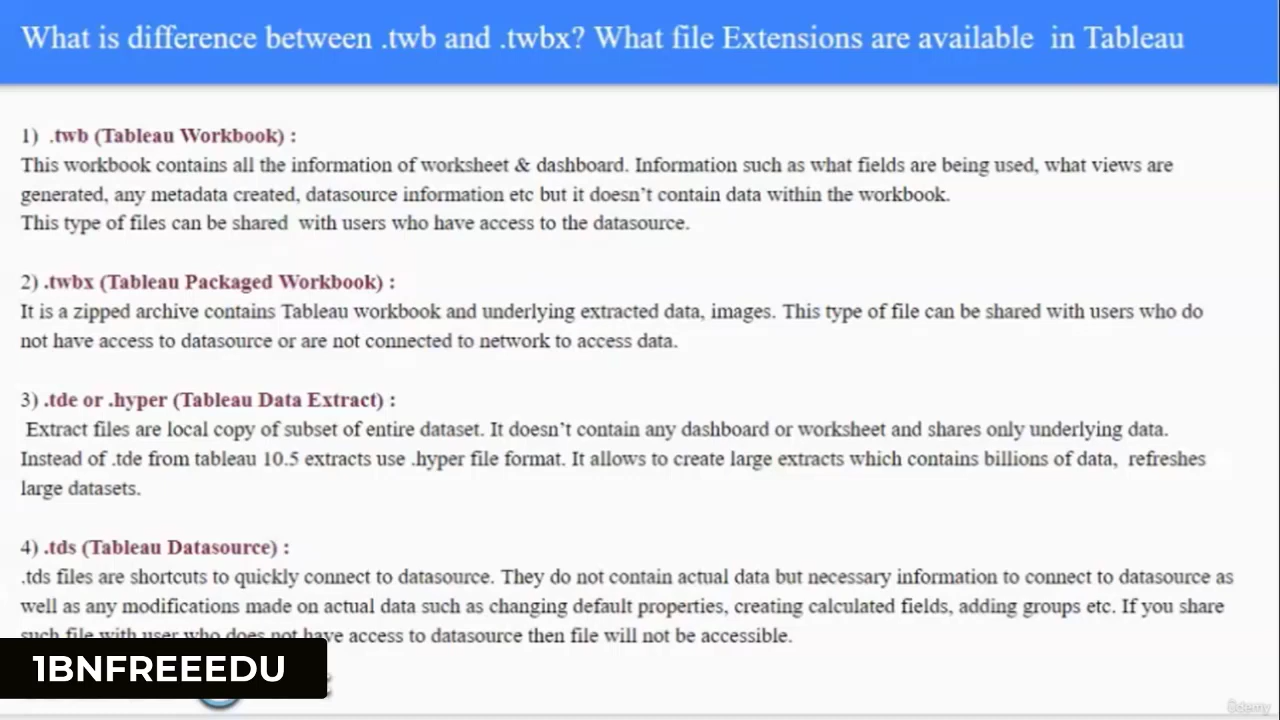 What is difference between .twb and .twbx? What file Extensions are available in Tableau
1) .twb (Tableau Workbook) :
This workbook contains all the information of worksheet & dashboard. Information such as what fields are being used, what views are
generated, any metadata created, datasource information etc but it doesn't contain data within the workbook.
This type of files can be shared with users who have access to the datasource.
2) .twbx (Tableau Packaged Workbook) :
It is a zipped archive contains Tableau workbook and underlying extracted data, images. This type of file can be shared with users who do
not have access to datasource or are not connected to network to access data.
3) .tde or .hyper (Tableau Data Extract) :
Extract files are local copy of subset of entire dataset. It doesn't contain any dashboard or worksheet and shares only underlying data.
Instead of .tde from tableau 10.5 extracts use .hyper file format. It allows to create large extracts which contains billions of data, refreshes
large datasets.
4) .tds (Tableau Datasource) :
.tds files are shortcuts to quickly connect to datasource. They do not contain actual data but necessary information to connect to datasource as
well as any modifications made on actual data such as changing default properties, creating calculated fields, adding groups etc. If you share
such file with user who does not have access to datasource then file will not be accessible.
1BNFREEEDU
Udemy